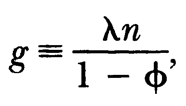 g ≡ λn / (1 − ϕ),